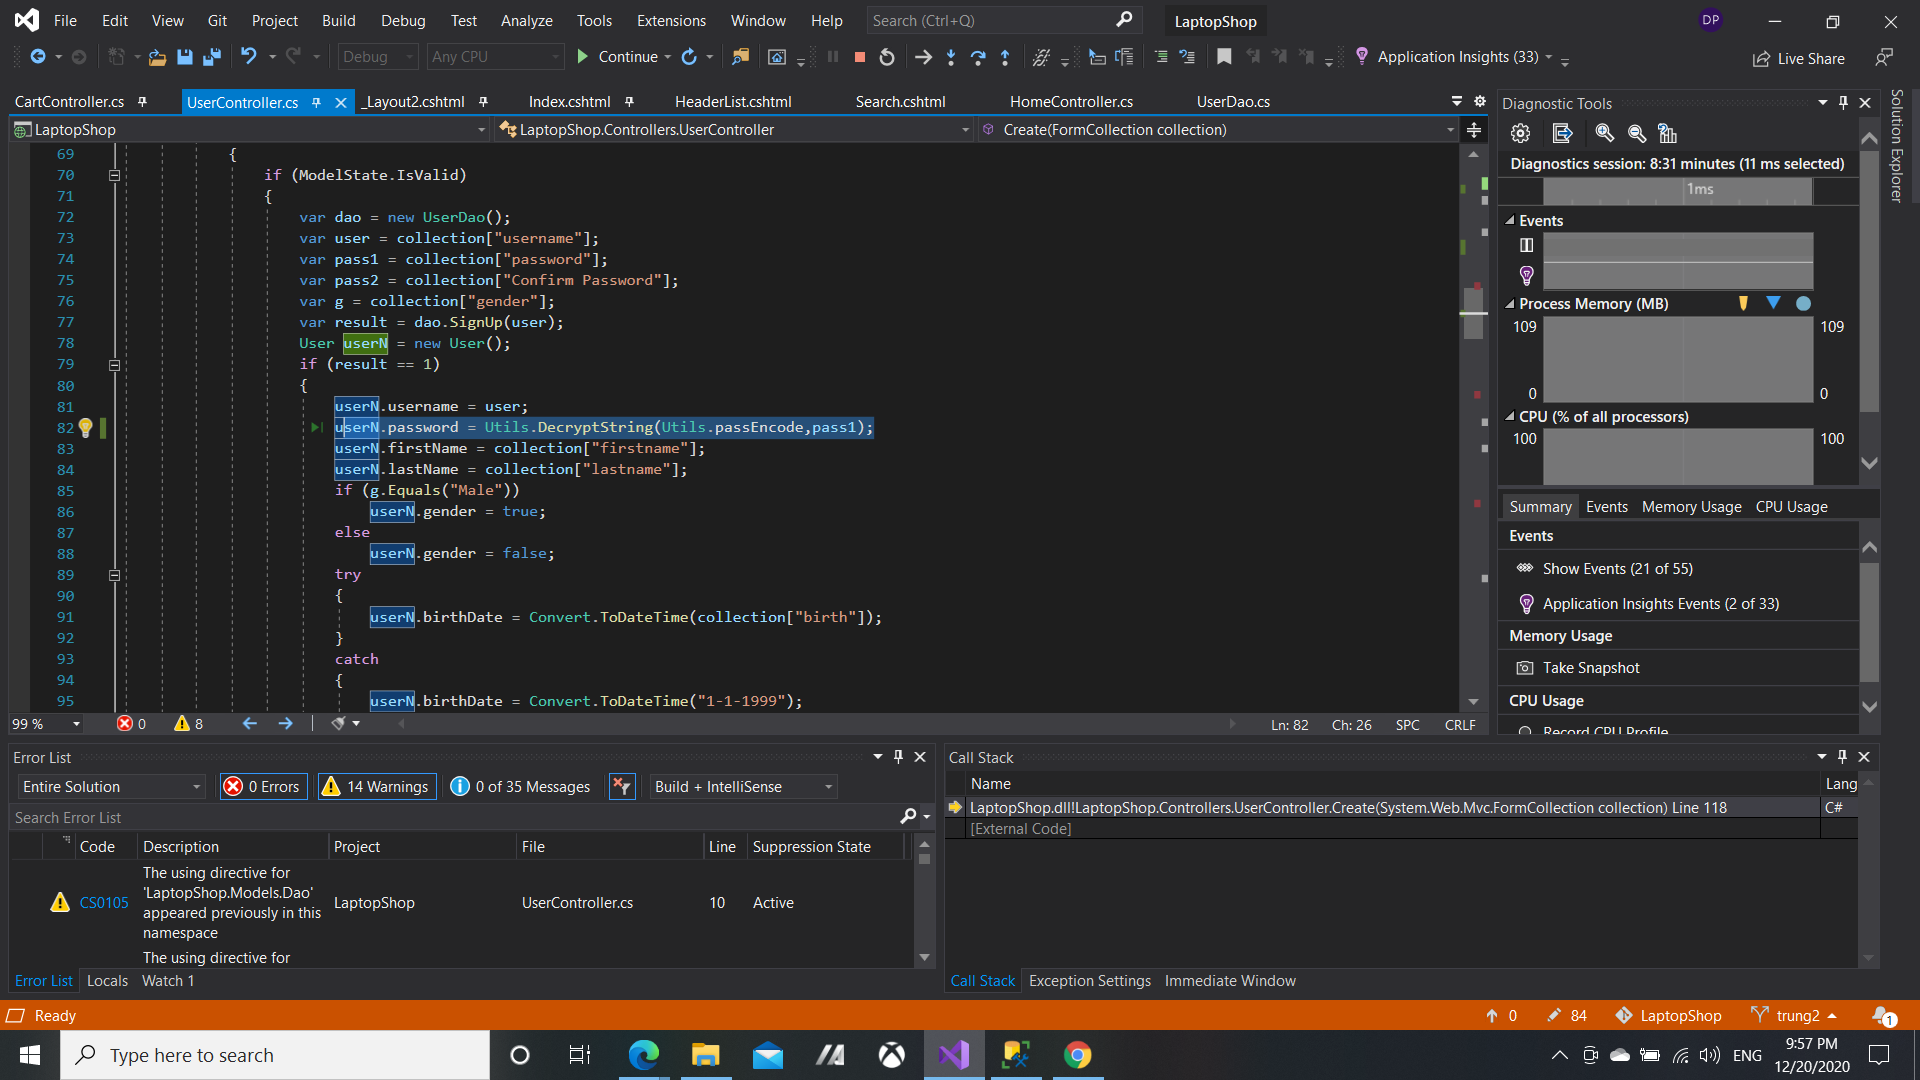 File Edit View Git Project Build Debug Test Analyze Tools Extensions Window Help Search (Ctrl+Q) LaptopShop DP
Debug Any CPU Continue Application Insights (33) Live Share
CartController.cs UserController.cs _Layout2.cshtml Index.cshtml HeaderList.cshtml Search.cshtml HomeController.cs UserDao.cs
LaptopShop LaptopShop.Controllers.UserController Create(FormCollection collection)
69 {
70 if (ModelState.IsValid)
71 {
72 var dao = new UserDao();
73 var user = collection["username"];
74 var pass1 = collection["password"];
75 var pass2 = collection["Confirm Password"];
76 var g = collection["gender"];
77 var result = dao.SignUp(user);
78 User userN = new User();
79 if (result == 1)
80 {
81 userN.username = user;
82 userN.password = Utils.DecryptString(Utils.passEncode,pass1);
83 userN.firstName = collection["firstname"];
84 userN.lastName = collection["lastname"];
85 if (g.Equals("Male"))
86 userN.gender = true;
87 else
88 userN.gender = false;
89 try
90 {
91 userN.birthDate = Convert.ToDateTime(collection["birth"]);
92 }
93 catch
94 {
95 userN.birthDate = Convert.ToDateTime("1-1-1999");
99 % 0 8 Ln: 82 Ch: 26 SPC CRLF
Diagnostic Tools
Diagnostics session: 8:31 minutes (11 ms selected)
1ms
Events
Process Memory (MB)
109 109
0 0
CPU (% of all processors)
100 100
Summary Events Memory Usage CPU Usage
Events
Show Events (21 of 55)
Application Insights Events (2 of 33)
Memory Usage
Take Snapshot
CPU Usage
Record CPU Profile
Solution Explorer
Error List
Entire Solution 0 Errors 14 Warnings 0 of 35 Messages Build + IntelliSense
Search Error List
Code Description Project File Line Suppression State
CS0105 The using directive for 'LaptopShop.Models.Dao' appeared previously in this namespace LaptopShop UserController.cs 10 Active
The using directive for
Error List Locals Watch 1
Call Stack
Name Lang
LaptopShop.dll!LaptopShop.Controllers.UserController.Create(System.Web.Mvc.FormCollection collection) Line 118 C#
[External Code]
Call Stack Exception Settings Immediate Window
Ready 0 84 LaptopShop trung2 1
Type here to search ENG 9:57 PM
12/20/2020